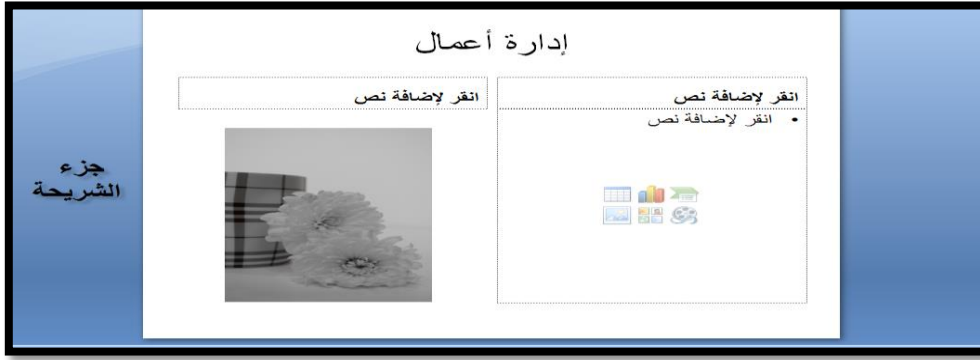 إدارة أعمال
انقر لإضافة نص
انقر لإضافة نص
• انقر لإضافة نص
جزء
الشريحة